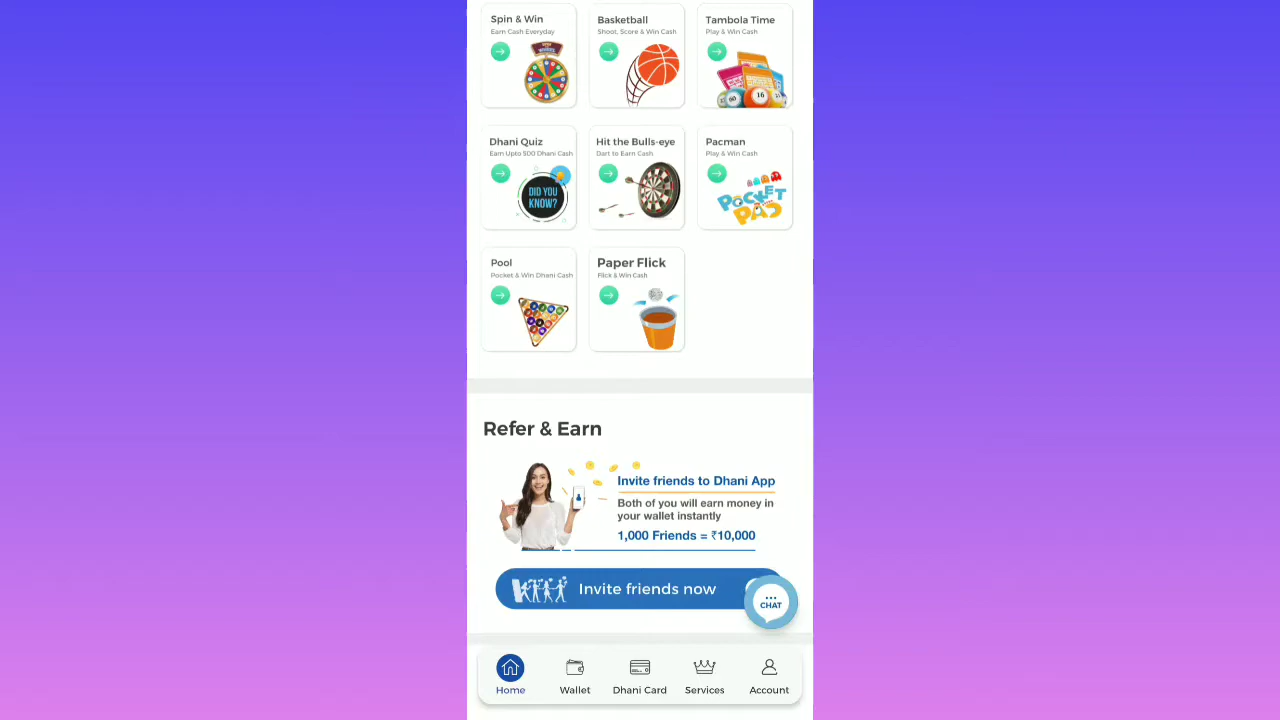 Spin & Win
Earn Cash Everyday
Basketball
Shoot, Score & Win Cash
Tambola Time
Play & Win Cash
60
16
Dhani Quiz
Earn Upto 500 Dhani Cash
DID YOU
KNOW?
Hit the Bulls-eye
Dart to Earn Cash
Pacman
Play & Win Cash
POCKET
PAC
Pool
Pocket & Win Dhani Cash
Paper Flick
Flick & Win Cash
Refer & Earn
Invite friends to Dhani App
Both of you will earn money in
your wallet instantly
1,000 Friends = ₹10,000
Invite friends now
CHAT
Home
Wallet
Dhani Card
Services
Account